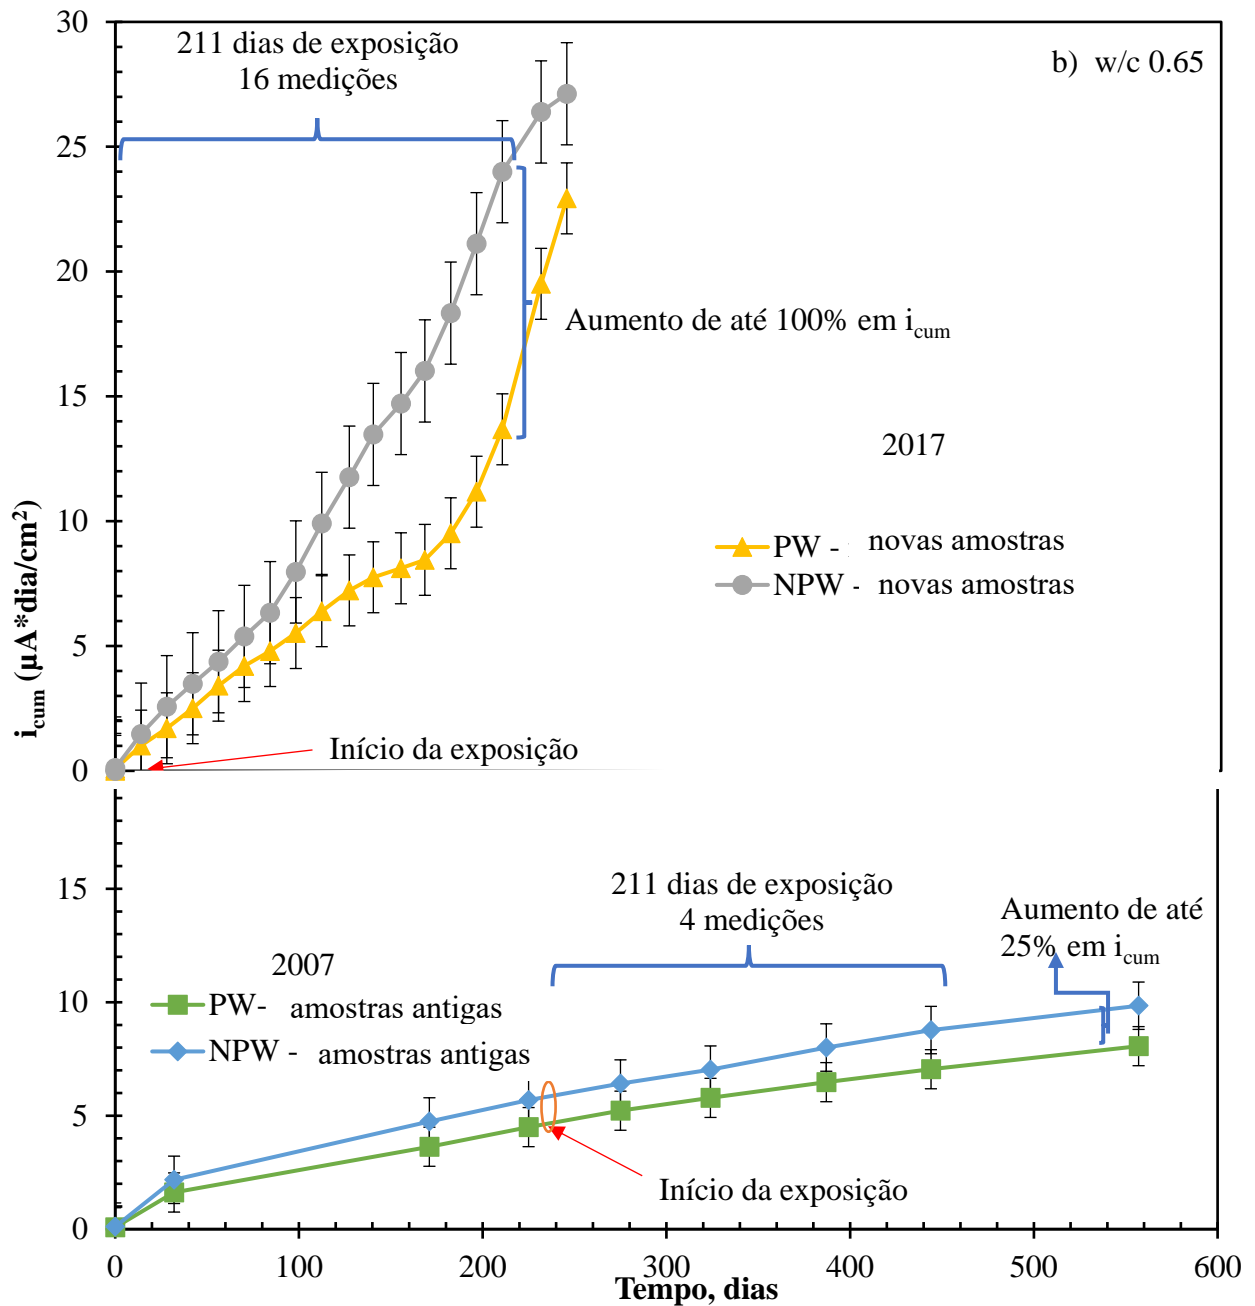 30
211 dias de exposição
16 medições
b) w/c 0.65
25
20
Aumento de até 100% em icum
15
2017
10
PW - novas amostras
NPW - novas amostras
5
icum (µA*dia/cm²)
Início da exposição
0
15
211 dias de exposição
4 medições
Aumento de até
25% em icum
2007
10
PW- amostras antigas
NPW - amostras antigas
5
Início da exposição
0
0 100 200 300 400 500 600
Tempo, dias